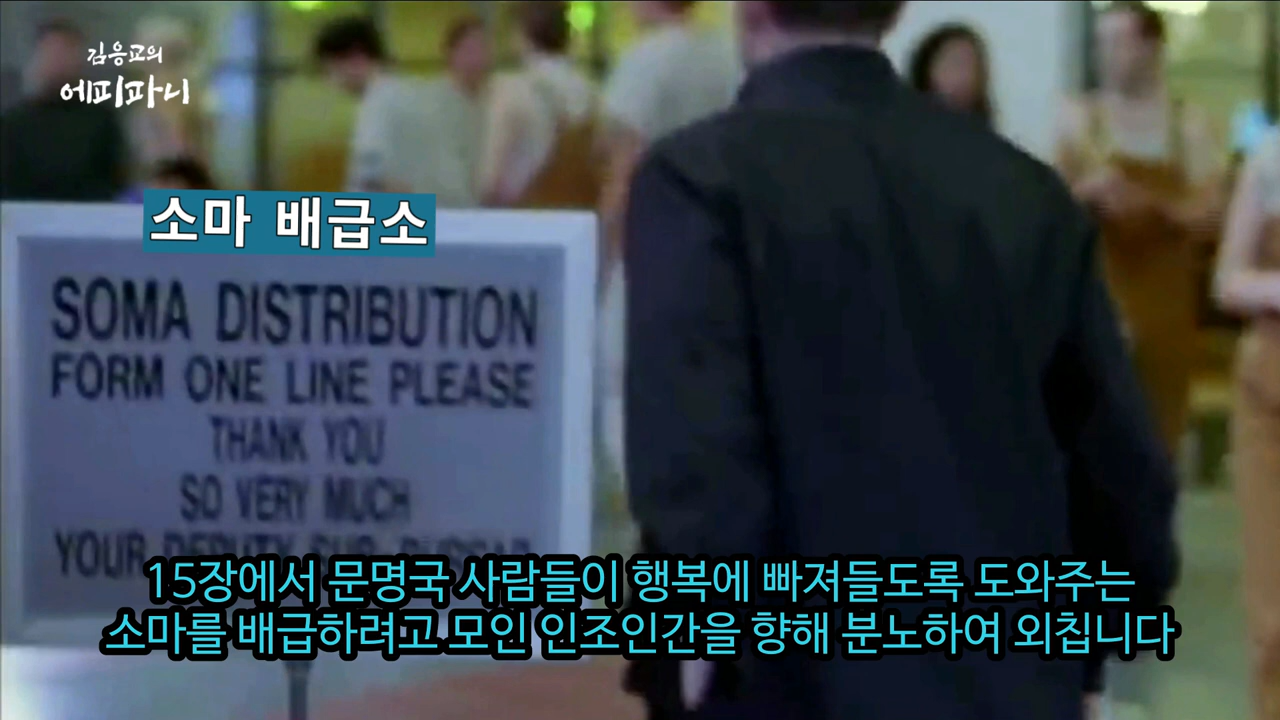 김응교의
에피파니
소마 배급소
SOMA DISTRIBUTION
FORM ONE LINE PLEASE
THANK YOU
SO VERY MUCH
YOUR DEPUTY SUB-BURSAR
15장에서 문명국 사람들이 행복에 빠져들도록 도와주는
소마를 배급하려고 모인 인조인간을 향해 분노하여 외칩니다